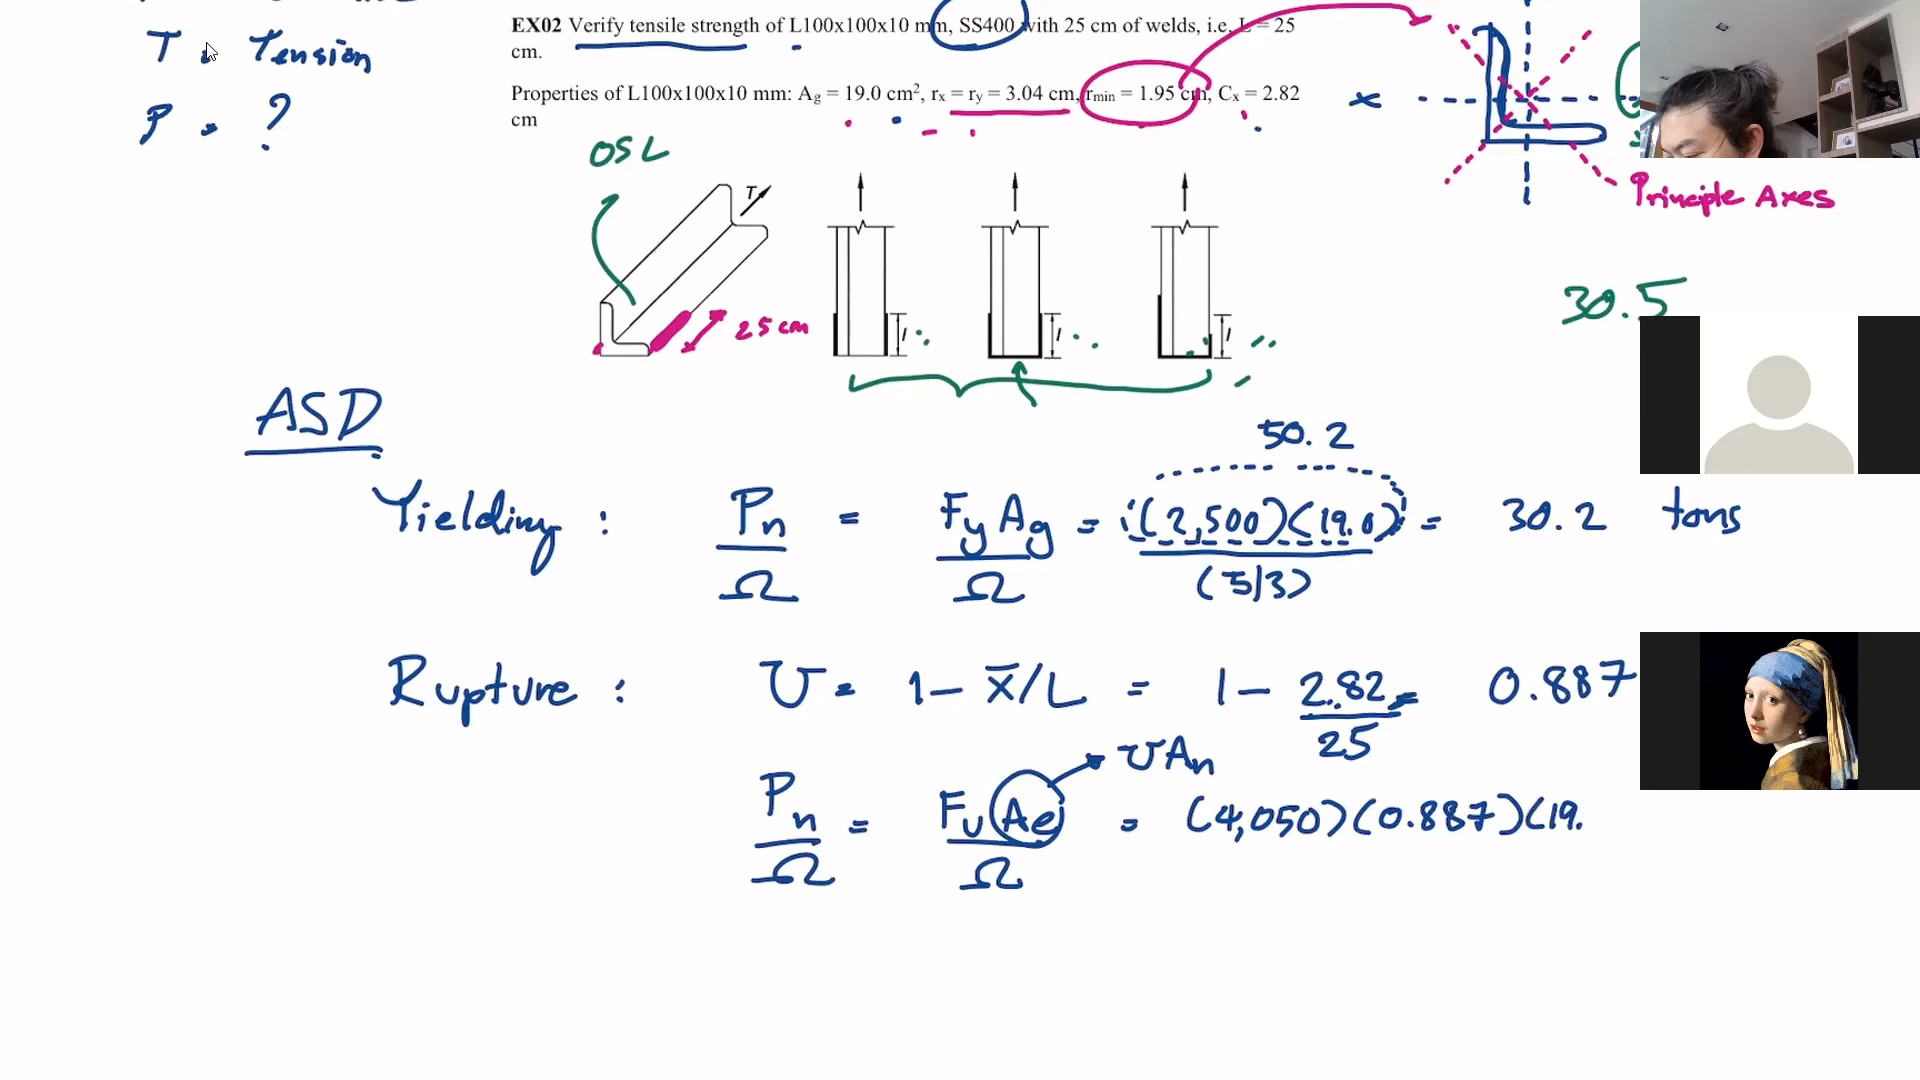 T = Tension
P = ?
EX02 Verify tensile strength of L100x100x10 mm, SS400 with 25 cm of welds, i.e. L = 25
cm.
Properties of L100x100x10 mm: Ag = 19.0 cm², rx = ry = 3.04 cm, rmin = 1.95 cm, Cx = 2.82
cm
x
Principle Axes
OSL
T
25 cm
l
l
l
30.5
ASD
50.2
Yielding : Pn/Ω = FyAg/Ω = (2,500)(19.0)/(5/3) = 30.2 tons
Rupture : U = 1 - x̄/L = 1 - 2.82/25 = 0.887
UAn
Pn/Ω = FuAe/Ω = (4,050)(0.887)(19.